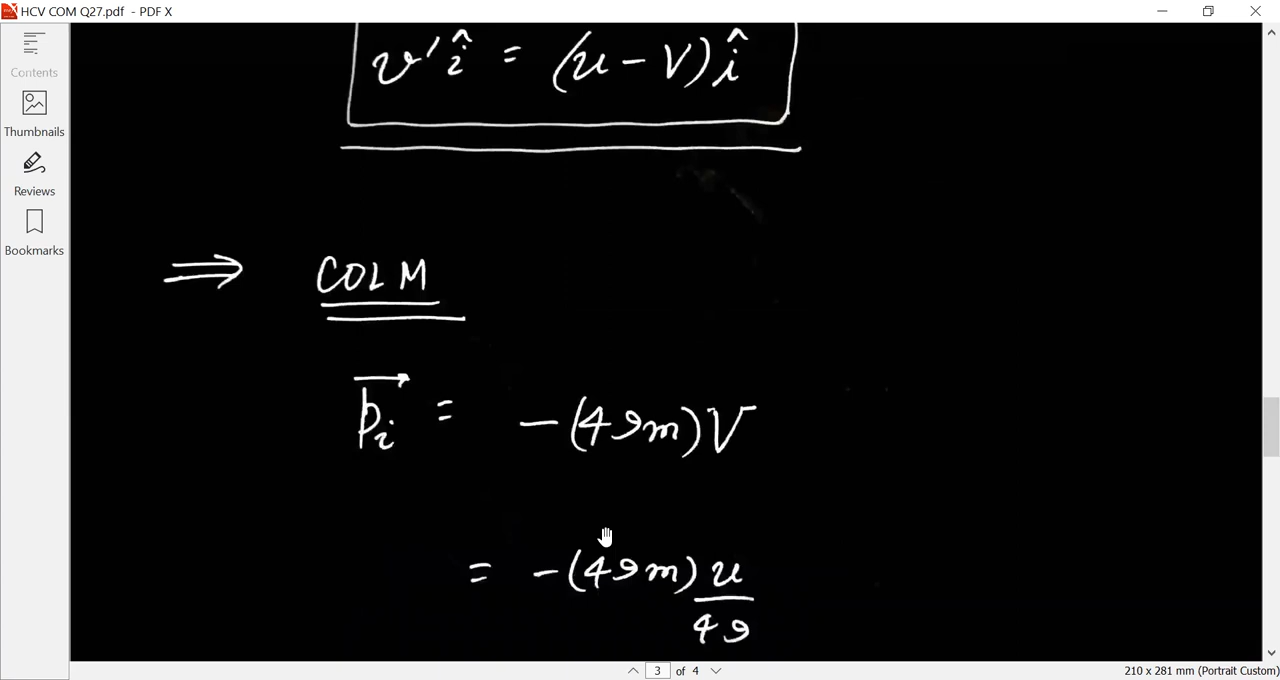 HCV COM Q27.pdf - PDF X
Contents
Thumbnails
Reviews
Bookmarks
v'î = (u-V)î
⇒ COLM
p⃗i = -(49m)V
= -(49m) u/49
3 of 4
210 x 281 mm (Portrait Custom)